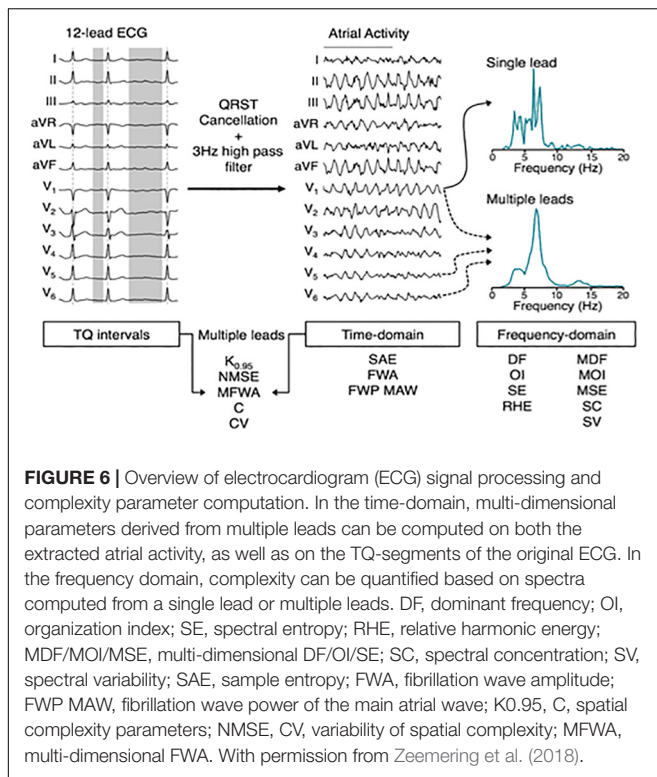 12-lead ECG
Atrial Activity
I
II
III
aVR
aVL
aVF
V1
V2
V3
V4
V5
V6
QRST
Cancellation
+
3Hz high pass
filter
I
II
III
aVR
aVL
aVF
V1
V2
V3
V4
V5
V6
Single lead
0 5 10 15 20
Frequency (Hz)
Multiple leads
0 5 10 15 20
Frequency (Hz)
TQ intervals
Multiple leads
K0.95
NMSE
MFWA
C
CV
Time-domain
SAE
FWA
FWP MAW
Frequency-domain
DF MDF
OI MOI
SE MSE
RHE SC
SV
FIGURE 6 | Overview of electrocardiogram (ECG) signal processing and
complexity parameter computation. In the time-domain, multi-dimensional
parameters derived from multiple leads can be computed on both the
extracted atrial activity, as well as on the TQ-segments of the original ECG. In
the frequency domain, complexity can be quantified based on spectra
computed from a single lead or multiple leads. DF, dominant frequency; OI,
organization index; SE, spectral entropy; RHE, relative harmonic energy;
MDF/MOI/MSE, multi-dimensional DF/OI/SE; SC, spectral concentration; SV,
spectral variability; SAE, sample entropy; FWA, fibrillation wave amplitude;
FWP MAW, fibrillation wave power of the main atrial wave; K0.95, C, spatial
complexity parameters; NMSE, CV, variability of spatial complexity; MFWA,
multi-dimensional FWA. With permission from Zeemering et al. (2018).